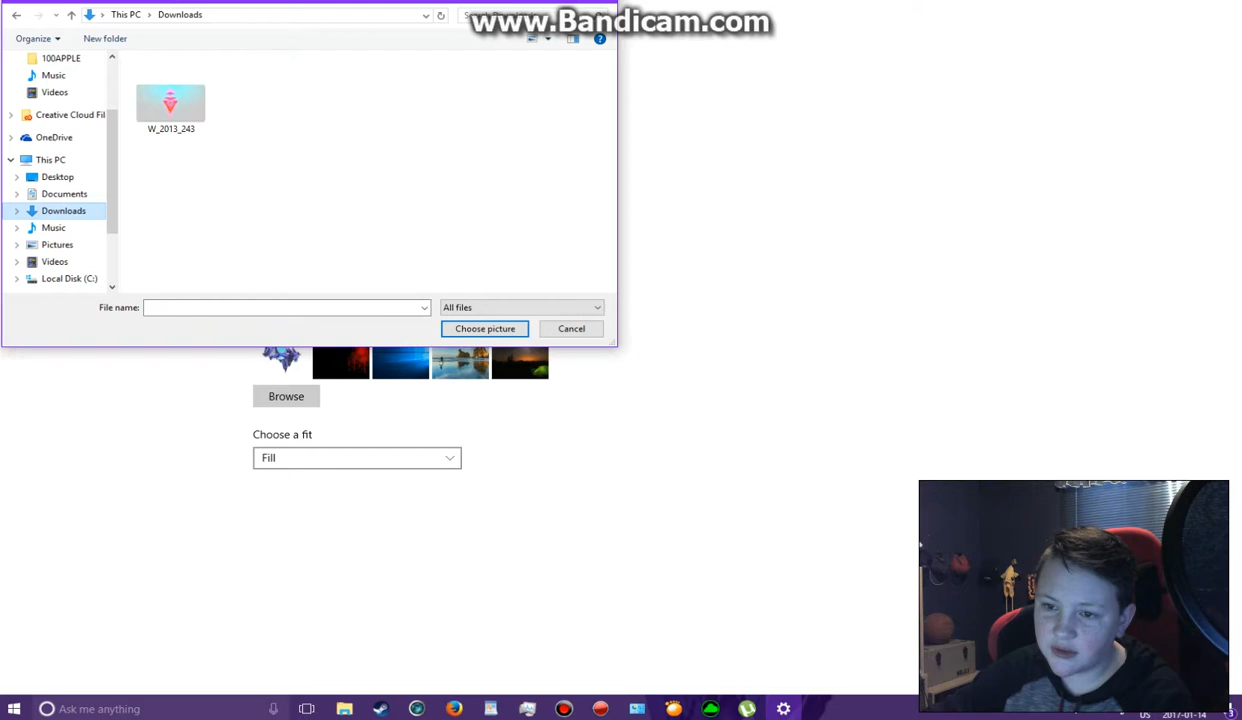 This PC > Downloads
www.Bandicam.com
Organize
New folder
100APPLE
Music
Videos
Creative Cloud Fil
OneDrive
This PC
Desktop
Documents
Downloads
Music
Pictures
Videos
Local Disk (C:)
W_2013_243
File name:
All files
Choose picture
Cancel
Browse
Choose a fit
Fill
Ask me anything
US
2017-01-14